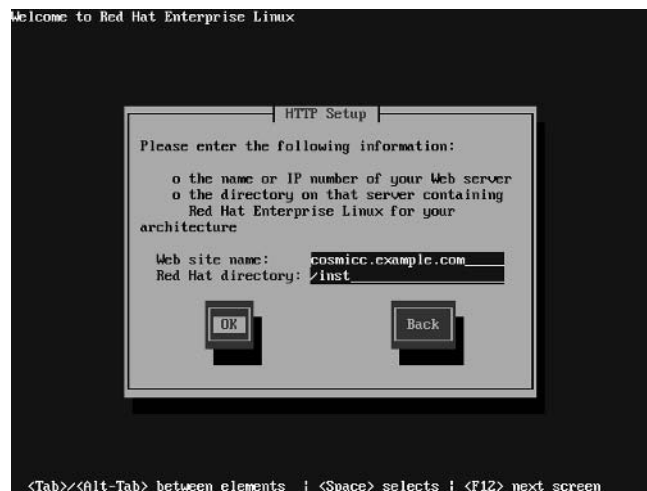 Welcome to Red Hat Enterprise Linux
HTTP Setup
Please enter the following information:
o the name or IP number of your Web server
o the directory on that server containing
Red Hat Enterprise Linux for your
architecture
Web site name: cosmicc.example.com
Red Hat directory: /inst
OK Back
<Tab>/<Alt-Tab> between elements | <Space> selects | <F12> next screen